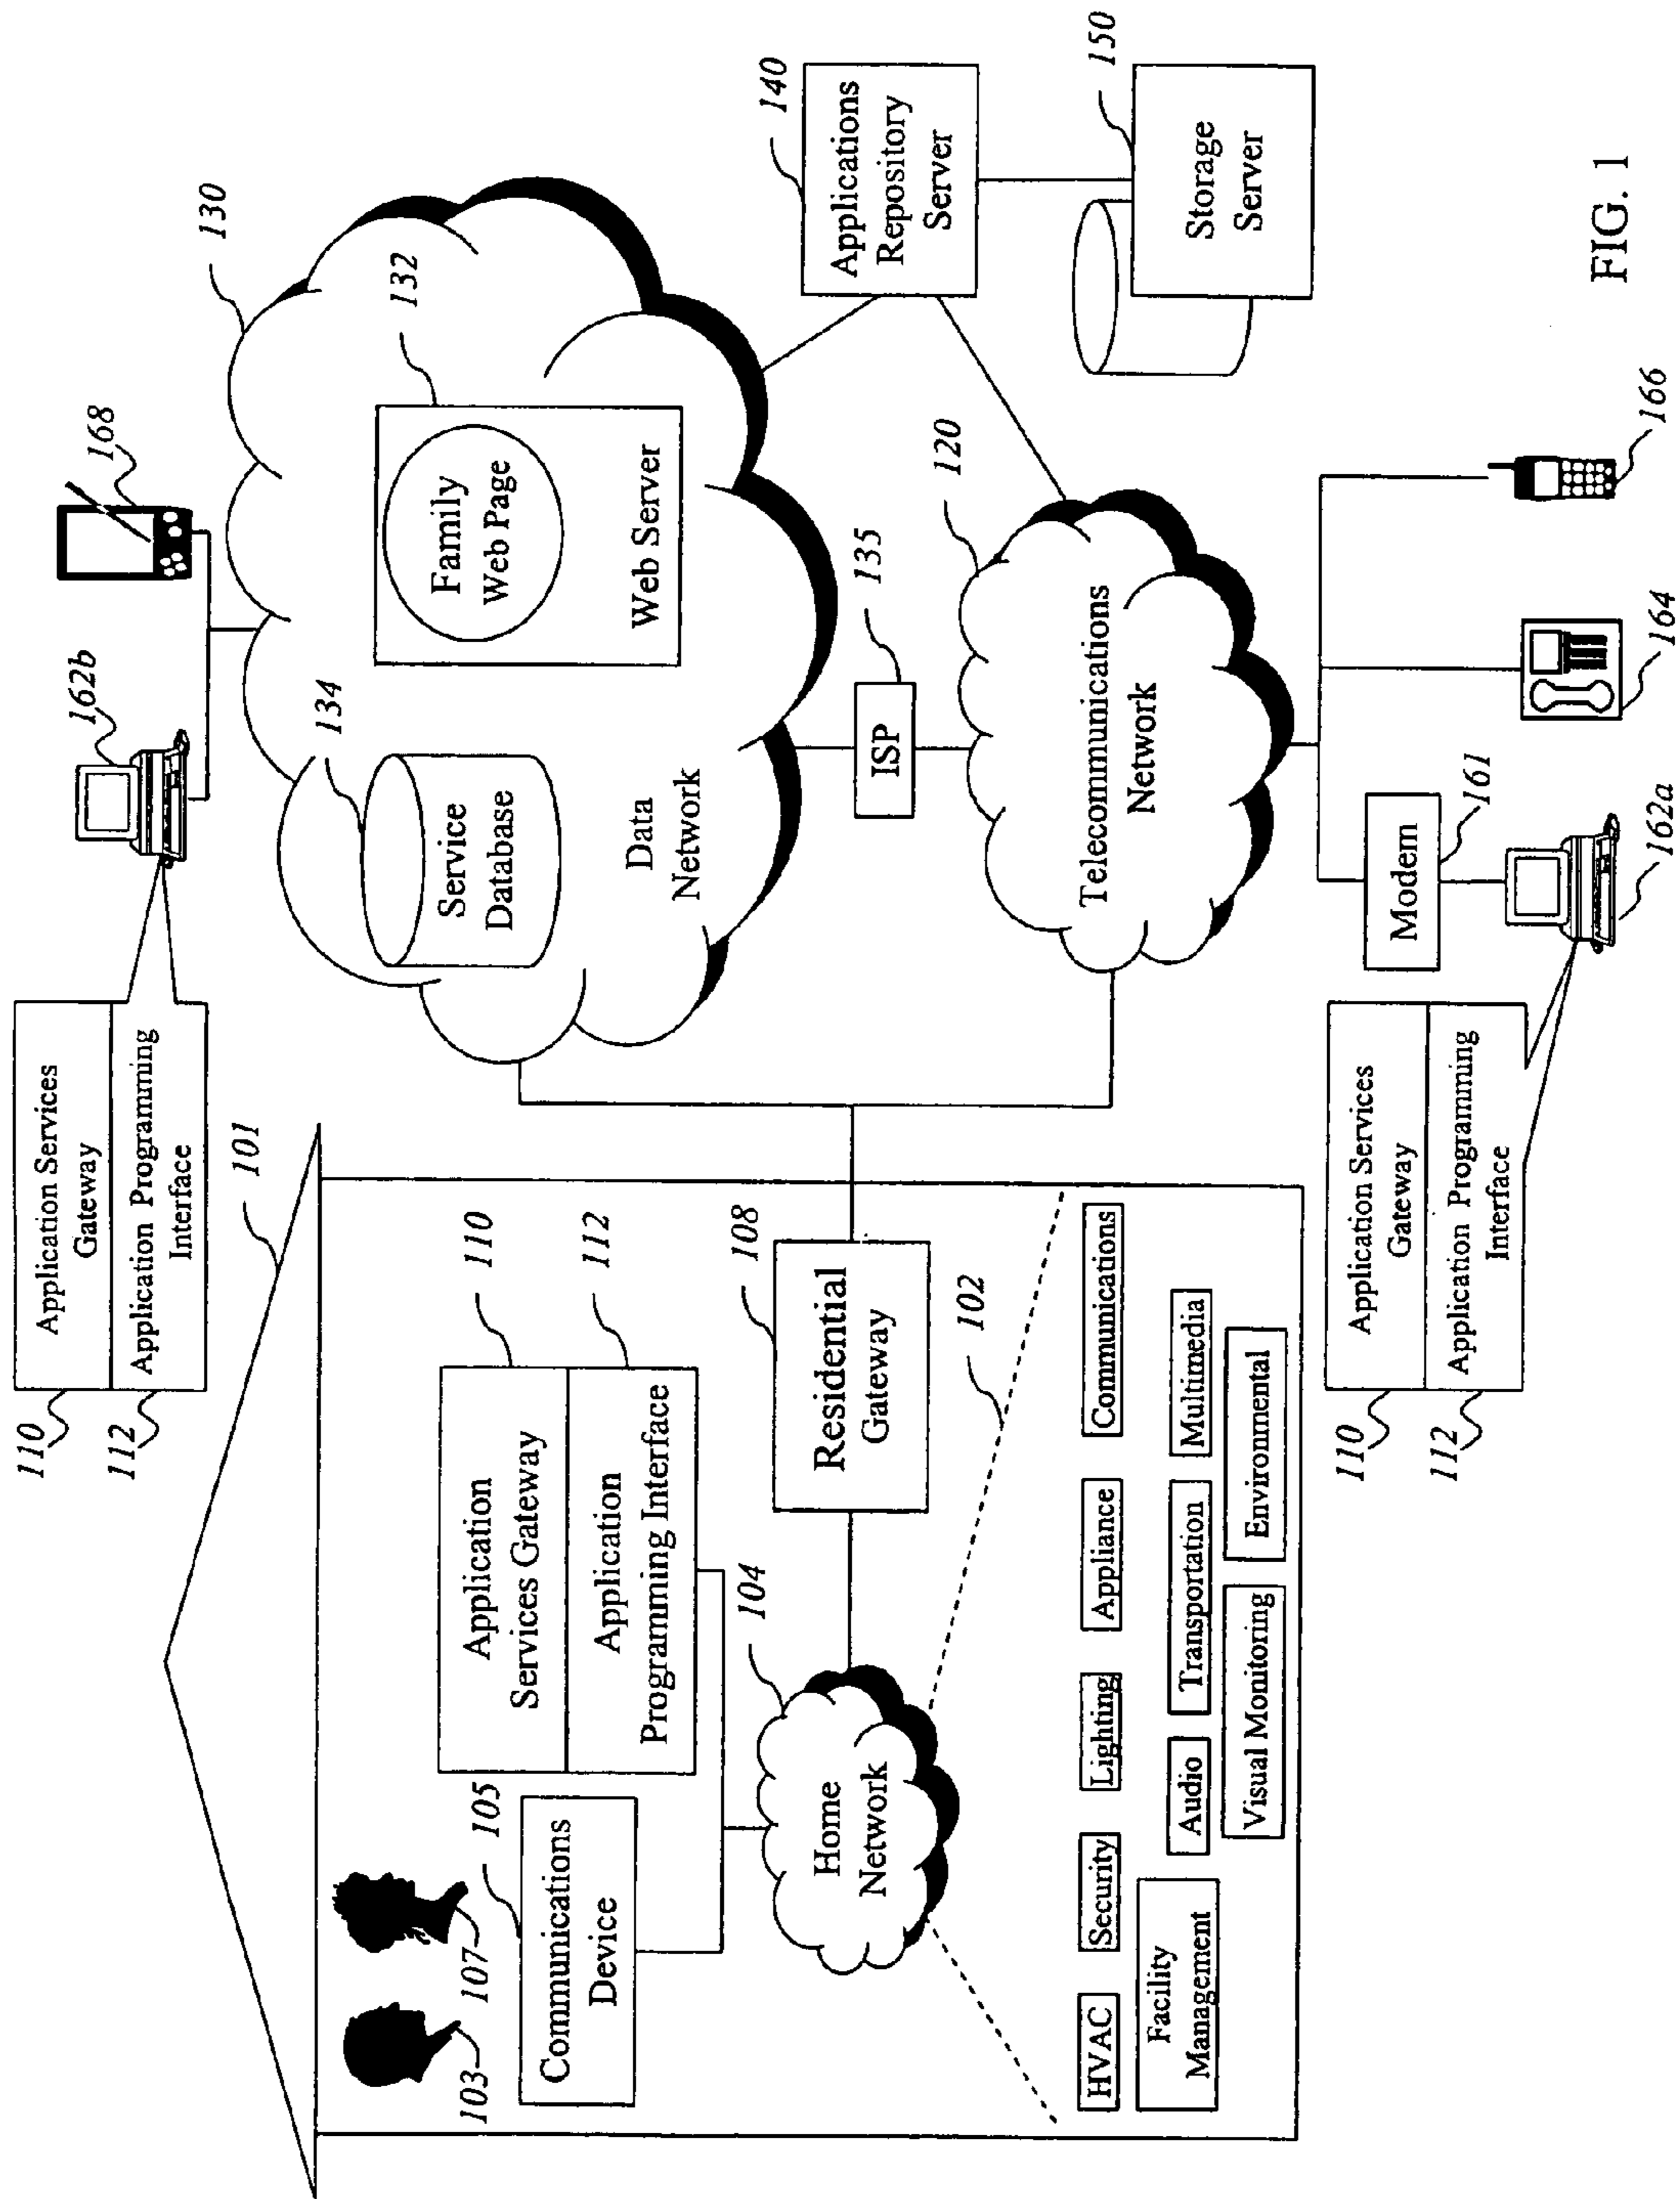 110
Application Services
Gateway
112
Application Programming
Interface
101
162b
168
130
134
Service
Database
132
Family
Web Page
Web Server
Data
Network
103
107
105
Communications
Device
110
Application
Services Gateway
112
Application
Programming Interface
104
Home
Network
108
Residential
Gateway
102
ISP
135
120
Telecommunications
Network
140
Applications
Repository
Server
150
Storage
Server
HVAC
Security
Lighting
Appliance
Communications
Facility
Management
Audio
Transportation
Multimedia
Visual Monitoring
Environmental
110
Application Services
Gateway
112
Application Programming
Interface
Modem
161
162a
164
166
FIG. 1